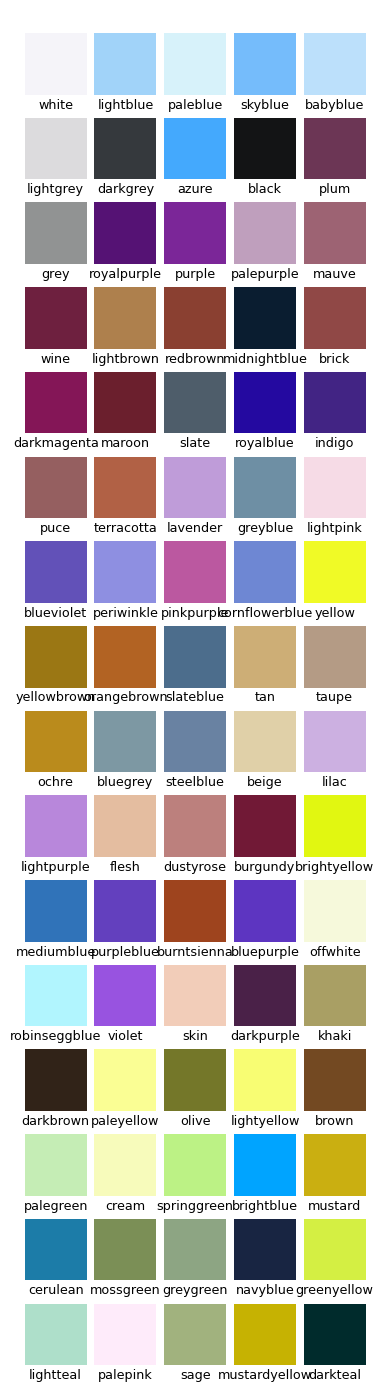 white lightblue paleblue skyblue babyblue
lightgrey darkgrey azure black plum
grey royalpurple purple palepurple mauve
wine lightbrown redbrown midnightblue brick
darkmagenta maroon slate royalblue indigo
puce terracotta lavender greyblue lightpink
blueviolet periwinkle pinkpurple cornflowerblue yellow
yellowbrown orangebrown slateblue tan taupe
ochre bluegrey steelblue beige lilac
lightpurple flesh dustyrose burgundy brightyellow
mediumblue purpleblue burntsienna bluepurple offwhite
robinseggblue violet skin darkpurple khaki
darkbrown paleyellow olive lightyellow brown
palegreen cream springgreen brightblue mustard
cerulean mossgreen greygreen navyblue greenyellow
lightteal palepink sage mustardyellow darkteal